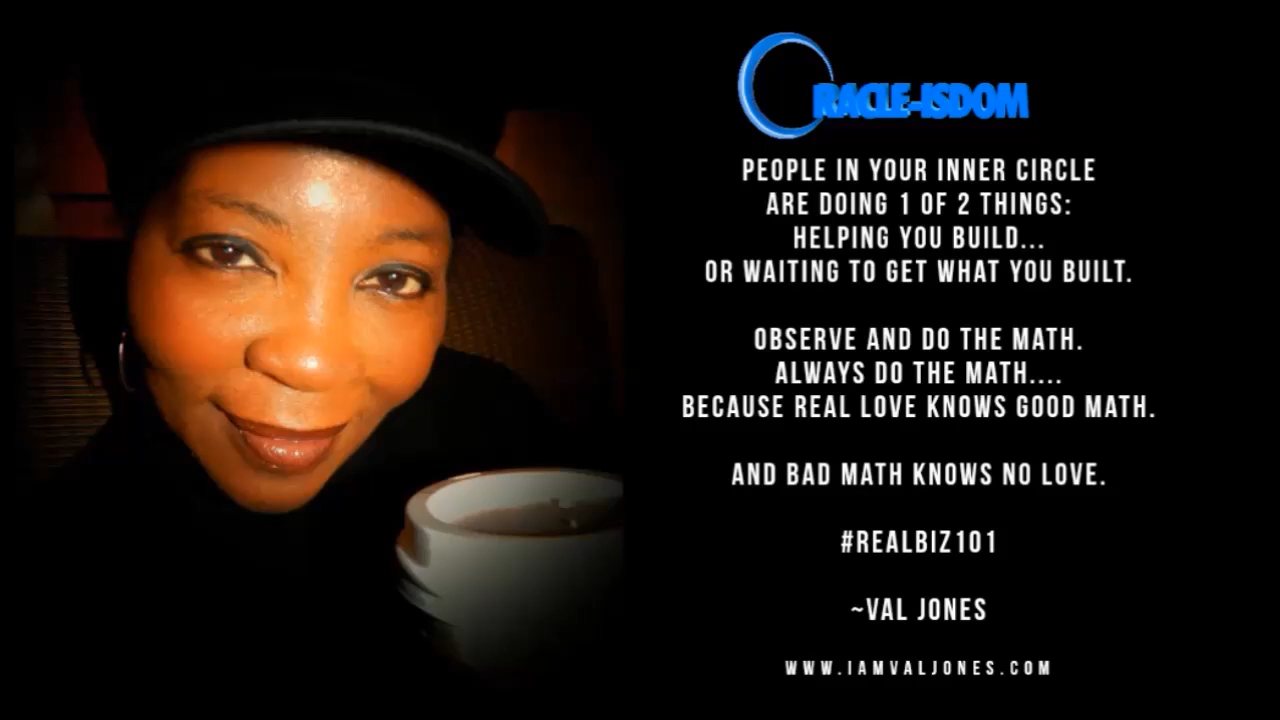 ORACLE-ISDOM
PEOPLE IN YOUR INNER CIRCLE
ARE DOING 1 OF 2 THINGS:
HELPING YOU BUILD...
OR WAITING TO GET WHAT YOU BUILT.
OBSERVE AND DO THE MATH.
ALWAYS DO THE MATH....
BECAUSE REAL LOVE KNOWS GOOD MATH.
AND BAD MATH KNOWS NO LOVE.
#REALBIZ101
~VAL JONES
WWW.IAMVALJONES.COM